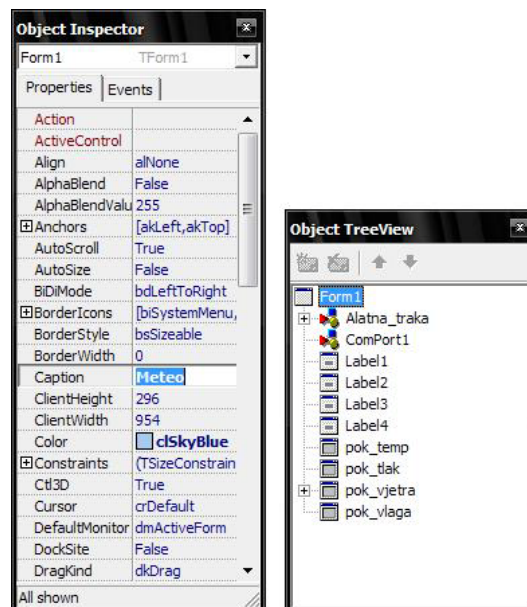 Object Inspector
Form1 TForm1
Properties Events
Action
ActiveControl
Align alNone
AlphaBlend False
AlphaBlendValu 255
Anchors [akLeft,akTop]
AutoScroll True
AutoSize False
BiDiMode bdLeftToRight
BorderIcons [biSystemMenu,
BorderStyle bsSizeable
BorderWidth 0
Caption Meteo
ClientHeight 296
ClientWidth 954
Color clSkyBlue
Constraints (TSizeConstrain
Ctl3D True
Cursor crDefault
DefaultMonitor dmActiveForm
DockSite False
DragKind dkDrag
All shown
Object TreeView
Form1
Alatna_traka
ComPort1
Label1
Label2
Label3
Label4
pok_temp
pok_tlak
pok_vjetra
pok_vlaga